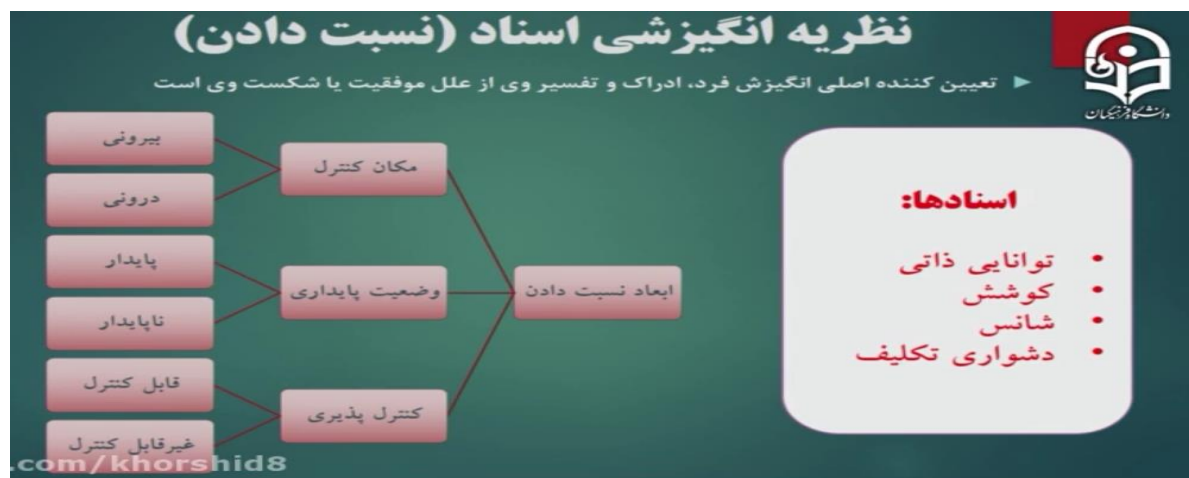 نظریه انگیزشی اسناد (نسبت دادن)
تعیین کننده اصلی انگیزش فرد، ادراک و تفسیر وی از علل موفقیت یا شکست وی است
دانشگاه فرهنگیان
اسنادها:
• توانایی ذاتی
• کوشش
• شانس
• دشواری تکلیف
ابعاد نسبت دادن
مکان کنترل
بیرونی
درونی
وضعیت پایداری
پایدار
ناپایدار
کنترل پذیری
قابل کنترل
غیرقابل کنترل
.com/khorshid8